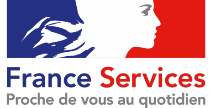 France Services
Proche de vous au quotidien